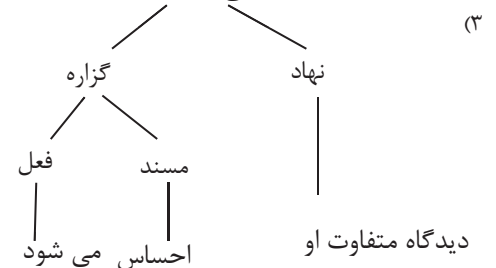 ۳)
نهاد گزاره
مسند فعل
دیدگاه متفاوت او احساس می شود